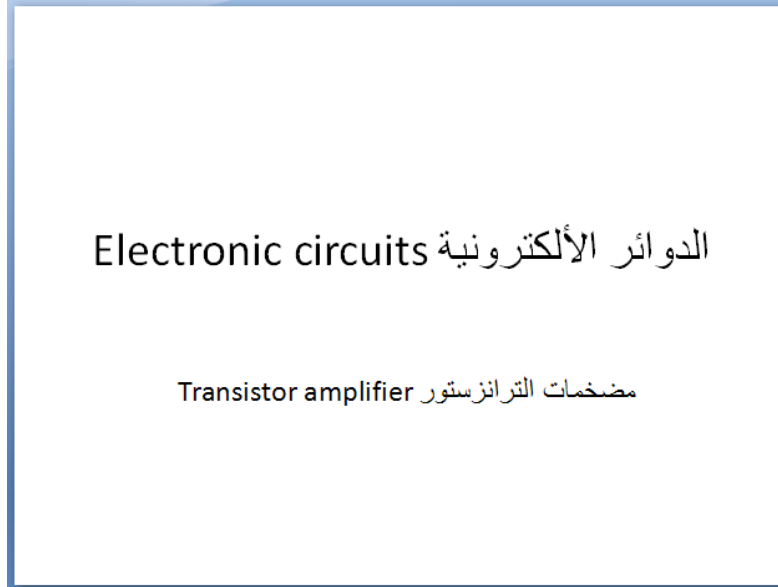 الدوائر الألكترونية Electronic circuits
مضخمات الترانزستور Transistor amplifier